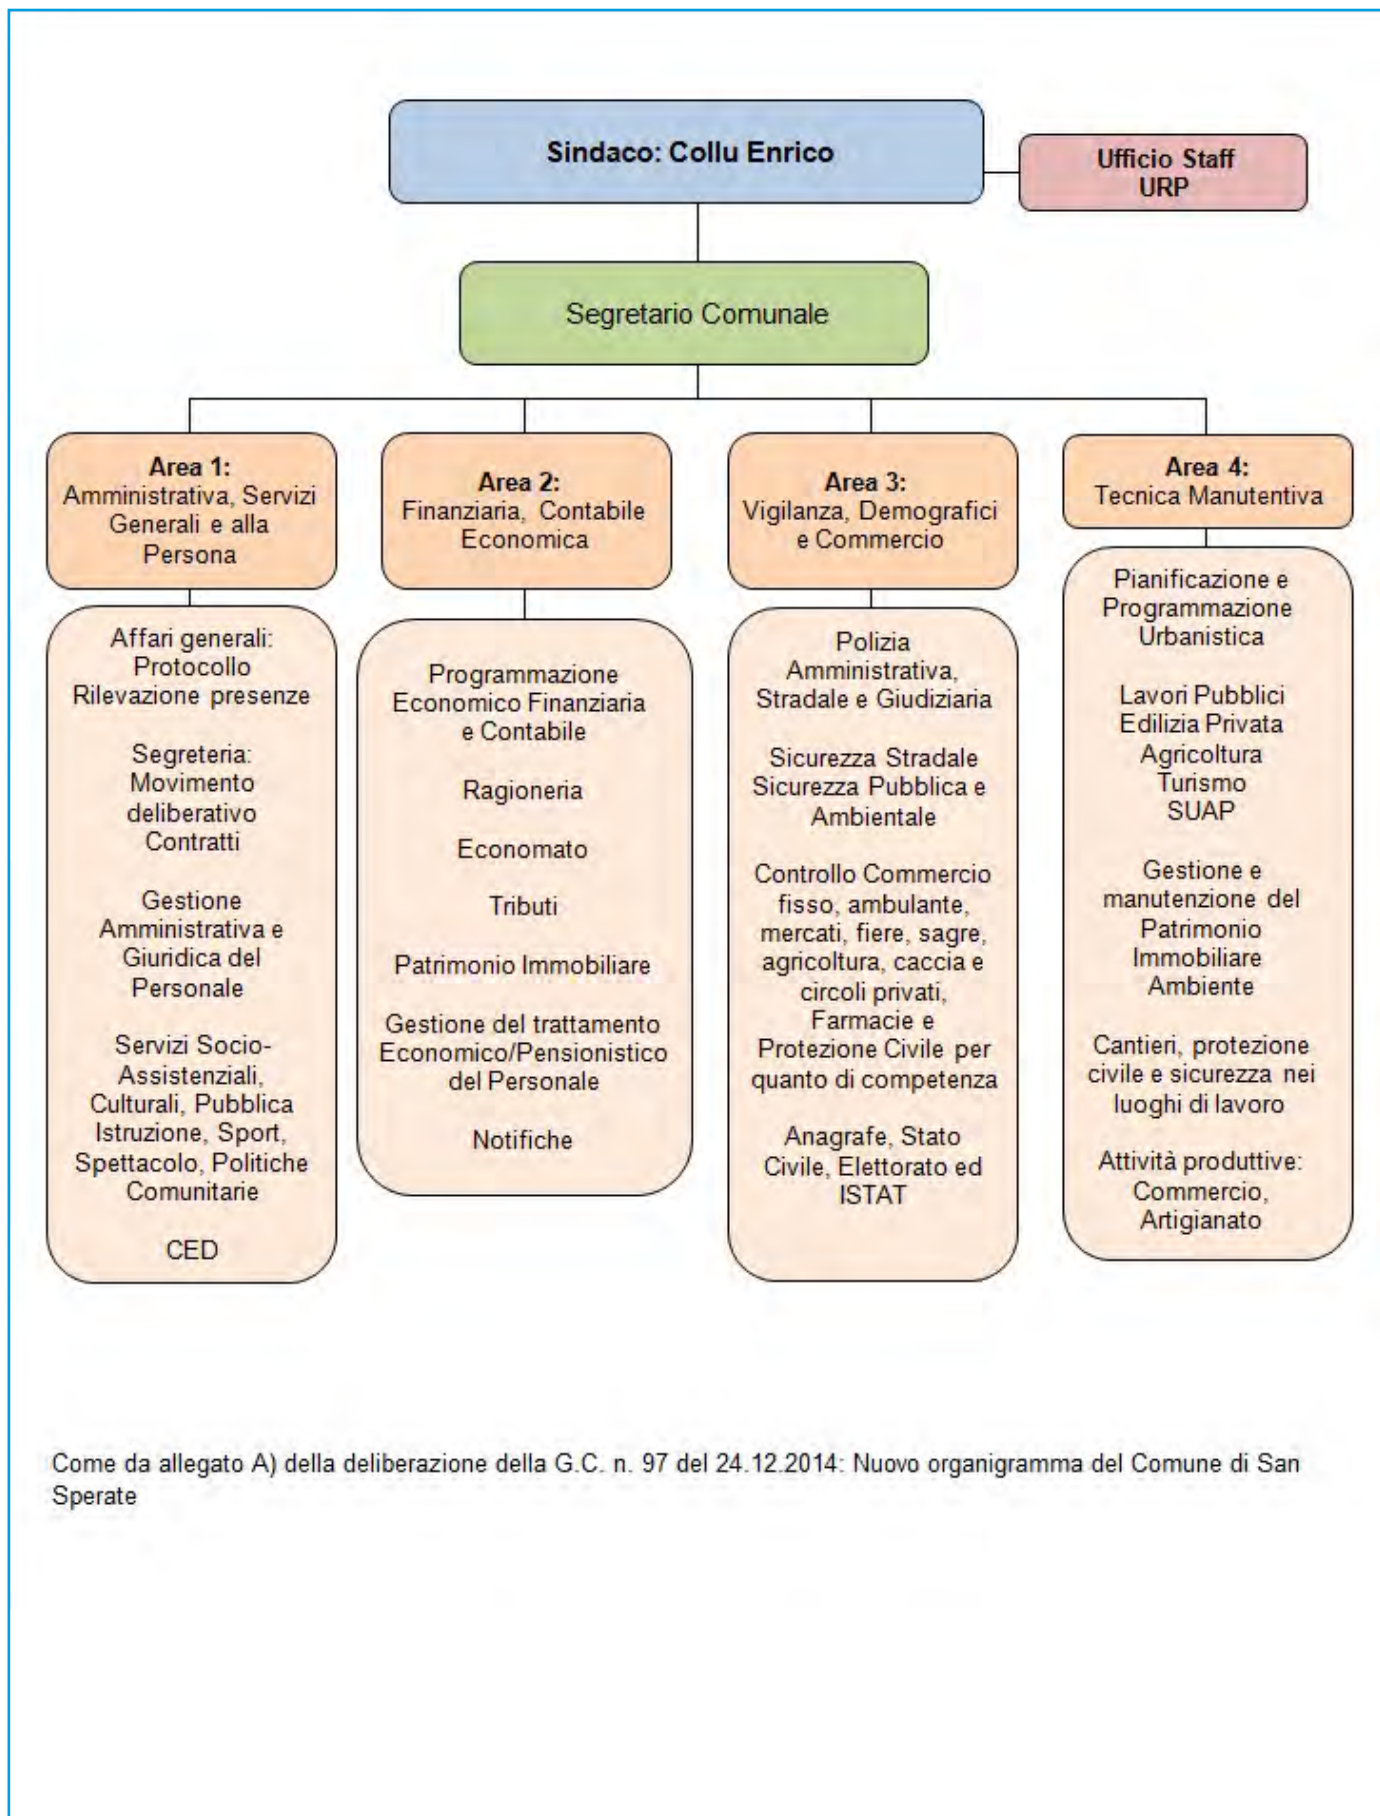 Sindaco: Collu Enrico
Ufficio Staff
URP
Segretario Comunale
Area 1:
Amministrativa, Servizi
Generali e alla
Persona
Affari generali:
Protocollo
Rilevazione presenze
Segreteria:
Movimento
deliberativo
Contratti
Gestione
Amministrativa e
Giuridica del
Personale
Servizi Socio-
Assistenziali,
Culturali, Pubblica
Istruzione, Sport,
Spettacolo, Politiche
Comunitarie
CED
Area 2:
Finanziaria, Contabile
Economica
Programmazione
Economico Finanziaria
e Contabile
Ragioneria
Economato
Tributi
Patrimonio Immobiliare
Gestione del trattamento
Economico/Pensionistico
del Personale
Notifiche
Area 3:
Vigilanza, Demografici
e Commercio
Polizia
Amministrativa,
Stradale e Giudiziaria
Sicurezza Stradale
Sicurezza Pubblica e
Ambientale
Controllo Commercio
fisso, ambulante,
mercati, fiere, sagre,
agricoltura, caccia e
circoli privati,
Farmacie e
Protezione Civile per
quanto di competenza
Anagrafe, Stato
Civile, Elettorato ed
ISTAT
Area 4:
Tecnica Manutentiva
Pianificazione e
Programmazione
Urbanistica
Lavori Pubblici
Edilizia Privata
Agricoltura
Turismo
SUAP
Gestione e
manutenzione del
Patrimonio
Immobiliare
Ambiente
Cantieri, protezione
civile e sicurezza nei
luoghi di lavoro
Attività produttive:
Commercio,
Artigianato
Come da allegato A) della deliberazione della G.C. n. 97 del 24.12.2014: Nuovo organigramma del Comune di San
Sperate